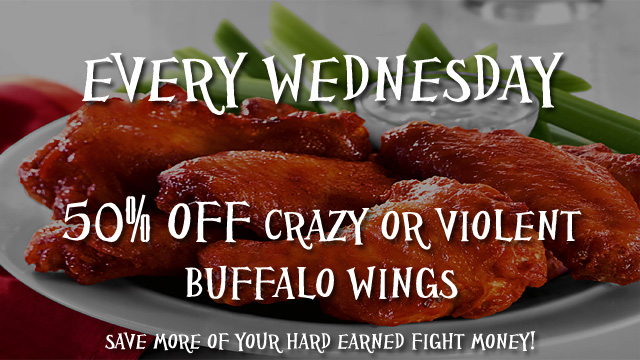 EVERY WEDNESDAY
50% OFF CRAZY OR VIOLENT
BUFFALO WINGS
SAVE MORE OF YOUR HARD EARNED FIGHT MONEY!